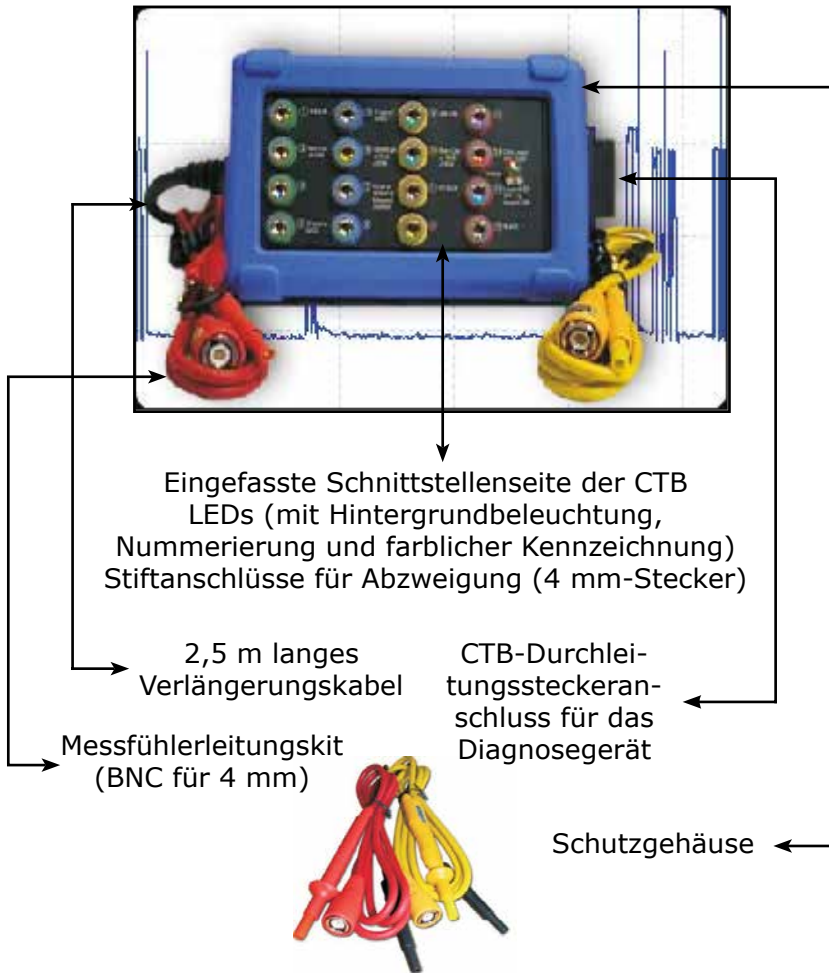 Eingefasste Schnittstellenseite der CTB
LEDs (mit Hintergrundbeleuchtung,
Nummerierung und farblicher Kennzeichnung)
Stiftanschlüsse für Abzweigung (4 mm-Stecker)
2,5 m langes
Verlängerungskabel
CTB-Durchlei-
tungssteckeran-
schluss für das
Diagnosegerät
Messfühlerleitungskit
(BNC für 4 mm)
Schutzgehäuse